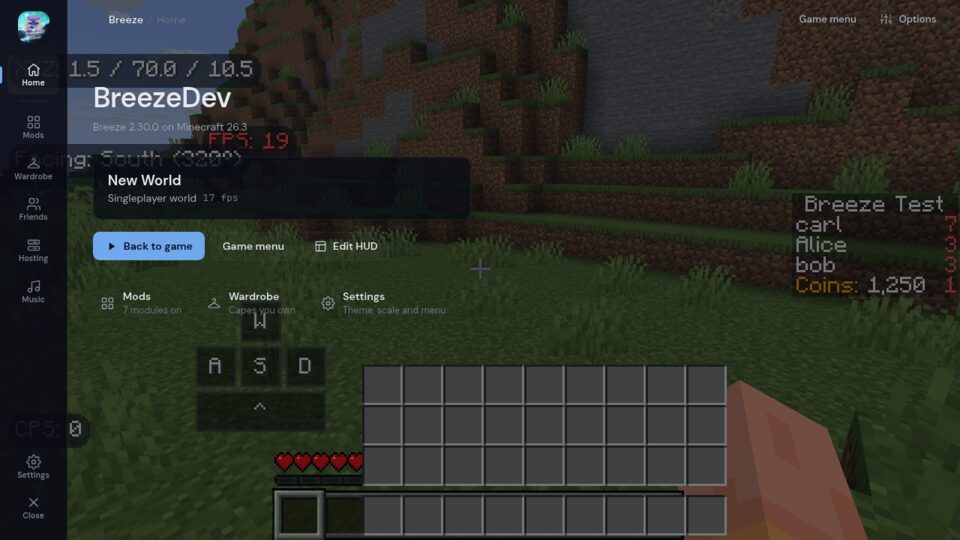 Breeze / Home
Game menu
Options
Home
1.5 / 70.0 / 10.5
BreezeDev
Breeze 2.30.0 on Minecraft 26.3
FPS: 19
Mods
Facing: South (320°)
Wardrobe
New World
Singleplayer world 17 fps
Friends
Breeze Test
carl 7
Alice 3
bob 3
Coins: 1,250 1
Hosting
Back to game
Game menu
Edit HUD
Music
Mods
7 modules on
Wardrobe
Capes you own
Settings
Theme, scale and menu
W
A
S
D
^
CPS: 0
Settings
Close